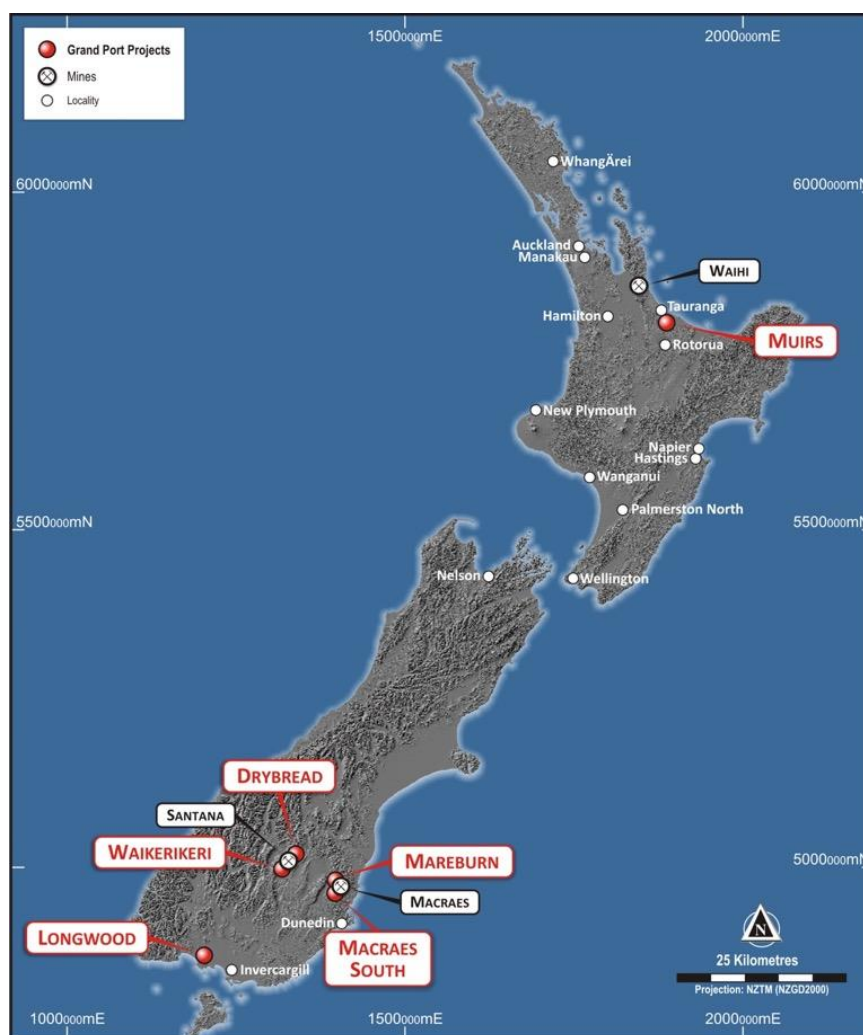 1500000mE
2000000mE
Grand Port Projects
Mines
Locality
WhangÄrei
6000000mN
6000000mN
Auckland
Manakau
WAIHI
Tauranga
Hamilton
MUIRS
Rotorua
New Plymouth
Napier
Hastings
Wanganui
Palmerston North
5500000mN
5500000mN
Nelson
Wellington
DRYBREAD
SANTANA
WAIKERIKERI
MAREBURN
5000000mN
MACRAES
Dunedin
LONGWOOD
MACRAES
SOUTH
Invercargill
N
25 Kilometres
Projection: NZTM (NZGD2000)
1000000mE
1500000mE
2000000mE